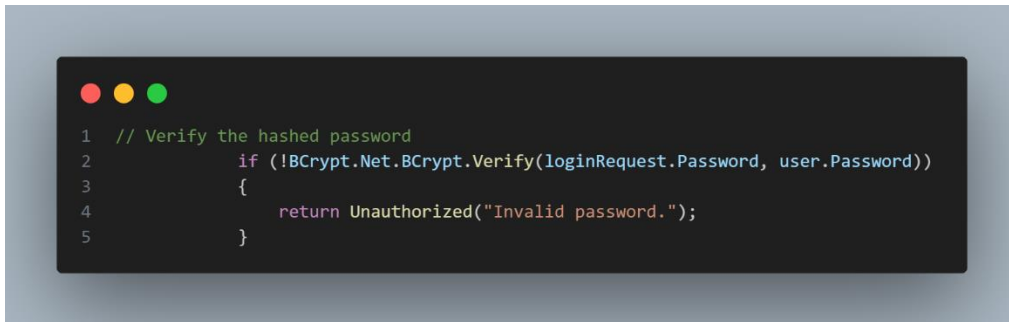 1 // Verify the hashed password
2 if (!BCrypt.Net.BCrypt.Verify(loginRequest.Password, user.Password))
3 {
4 return Unauthorized("Invalid password.");
5 }